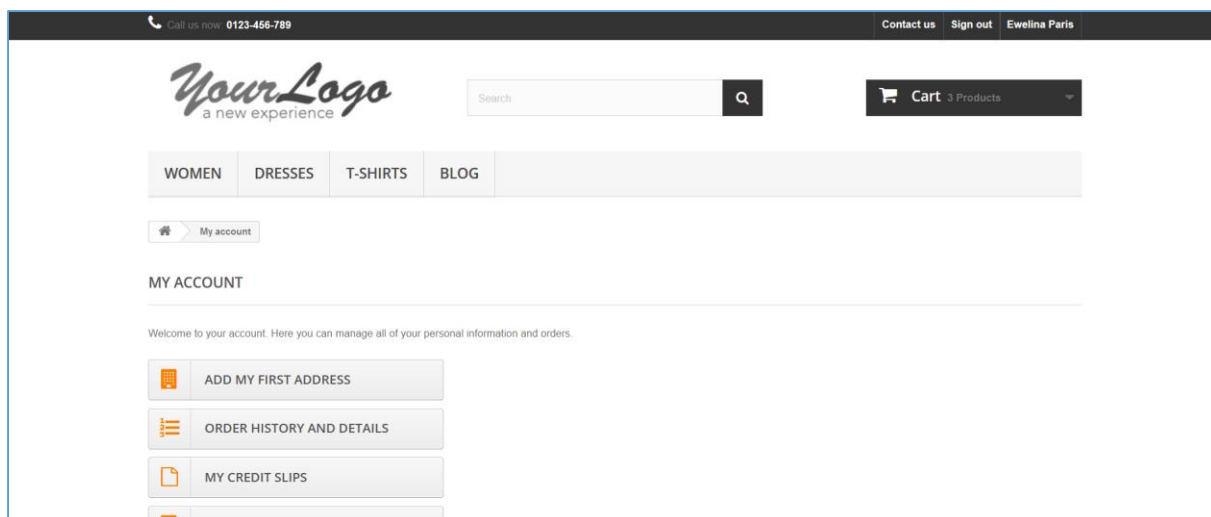 Call us now: 0123-456-789
Contact us Sign out Ewelina Paris
YourLogo
a new experience
Search
Cart 3 Products
WOMEN DRESSES T-SHIRTS BLOG
My account
MY ACCOUNT
Welcome to your account. Here you can manage all of your personal information and orders.
ADD MY FIRST ADDRESS
ORDER HISTORY AND DETAILS
MY CREDIT SLIPS